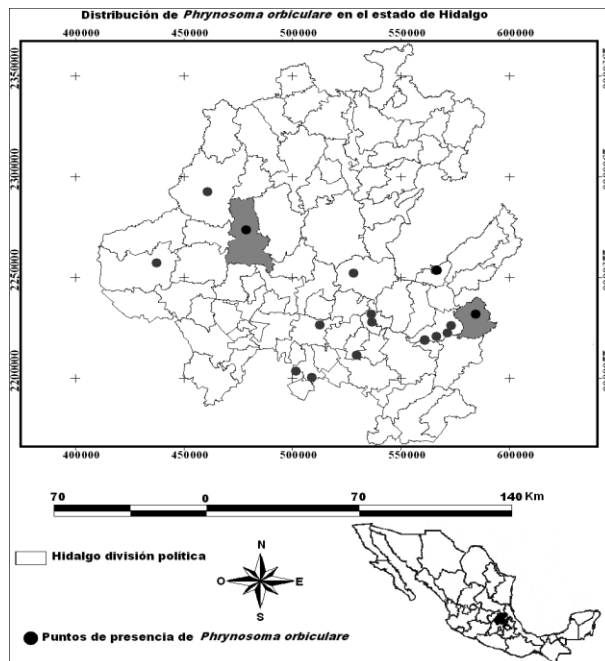 Distribución de Phrynosoma orbiculare en el estado de Hidalgo
400000 450000 500000 550000 600000
2350000
2300000
2250000
2200000
400000 450000 500000 550000 600000
70 0 70 140 Km
Hidalgo división política
N
O E
S
Puntos de presencia de Phrynosoma orbiculare